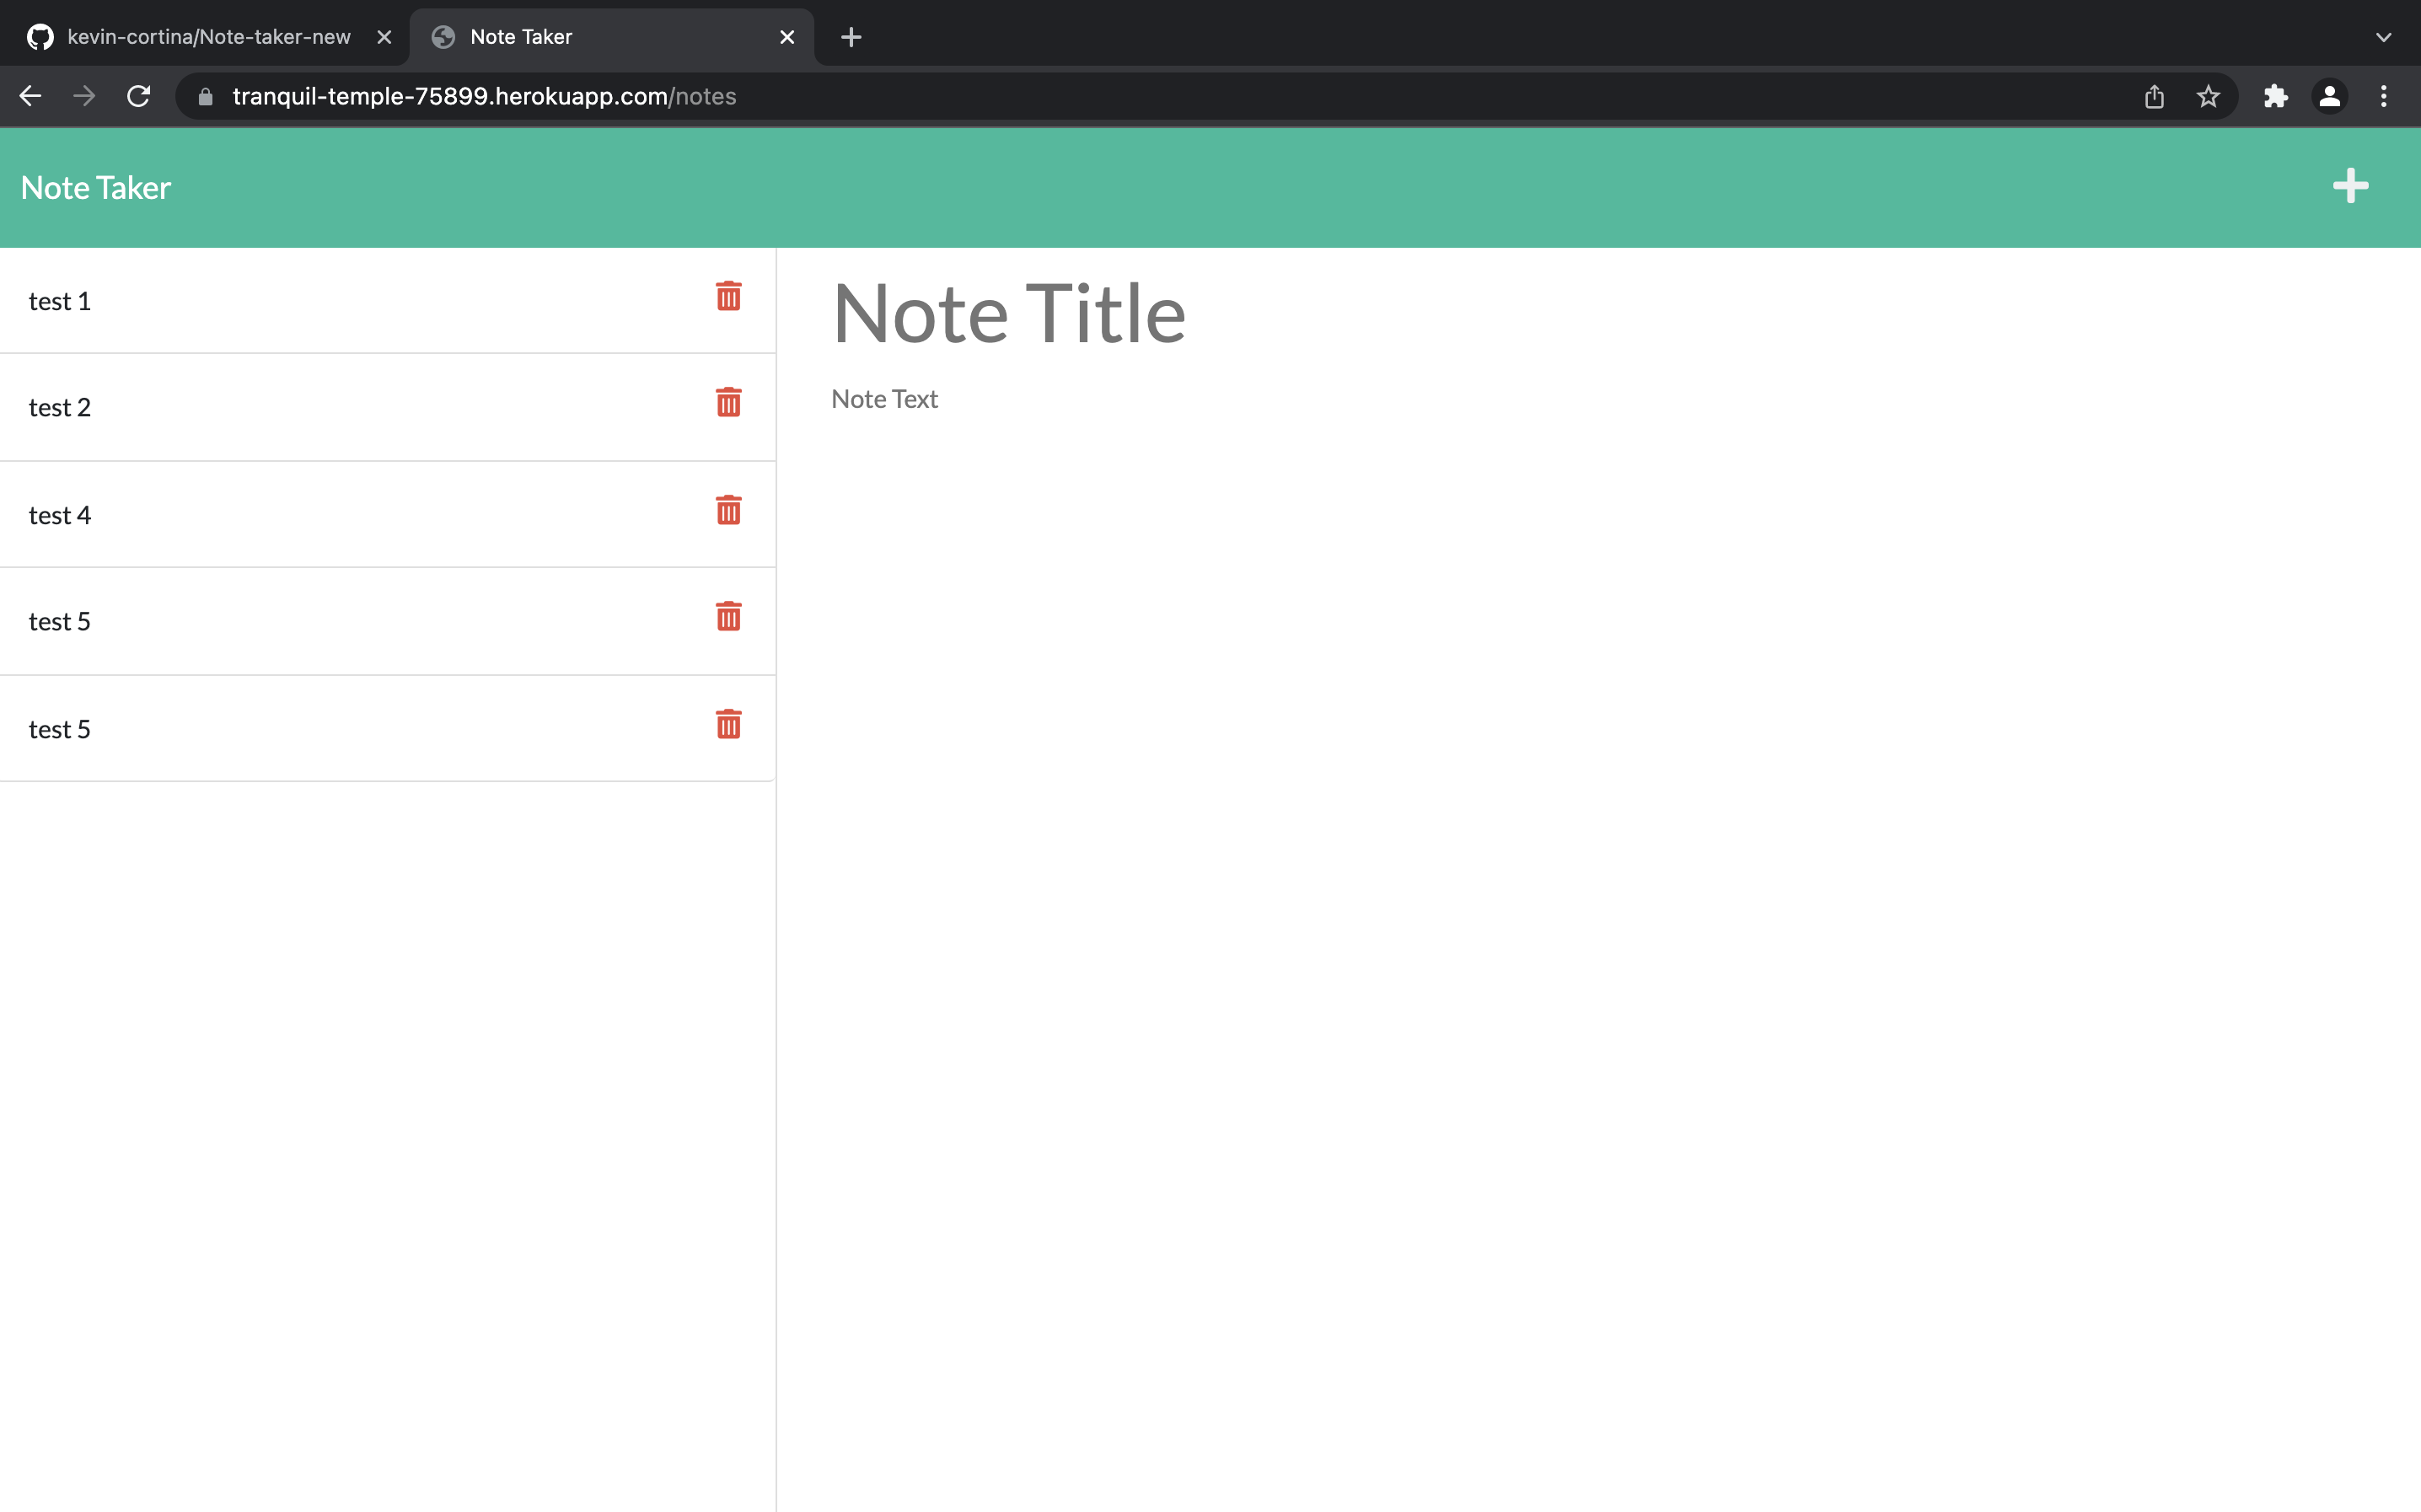 kevin-cortina/Note-taker-new
Note Taker
tranquil-temple-75899.herokuapp.com/notes
Note Taker
test 1
test 2
test 4
test 5
test 5
Note Title
Note Text